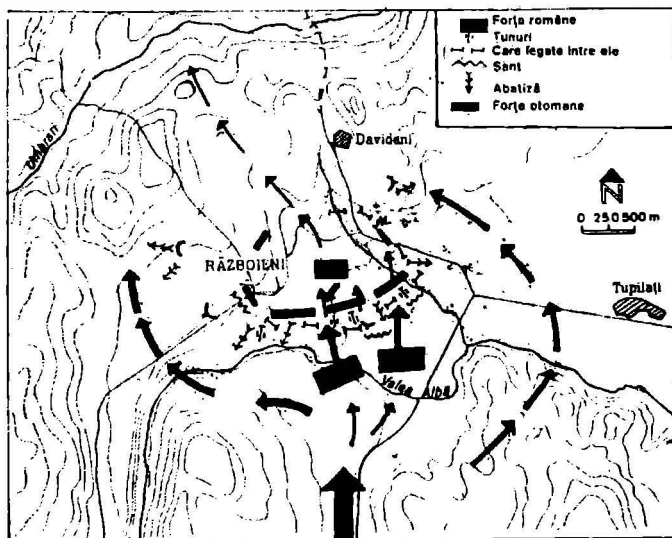 Forțe române
Tunuri
Care legate între ele
Șanț
Abatiză
Forțe otomane
Davideni
N
0 250 500 m
RĂZBOIENI
Tupilați
Valea Albă